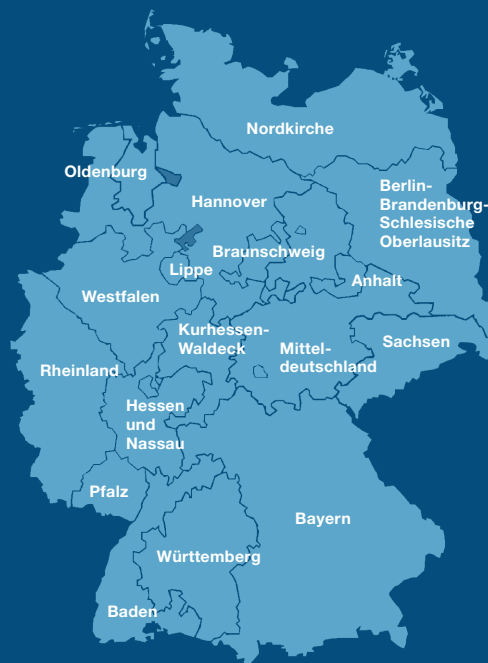 Nordkirche
Oldenburg
Hannover
Berlin-
Brandenburg-
Schlesische
Oberlausitz
Braunschweig
Lippe
Anhalt
Westfalen
Kurhessen-
Waldeck
Mittel-
deutschland
Sachsen
Rheinland
Hessen
und
Nassau
Pfalz
Bayern
Württemberg
Baden